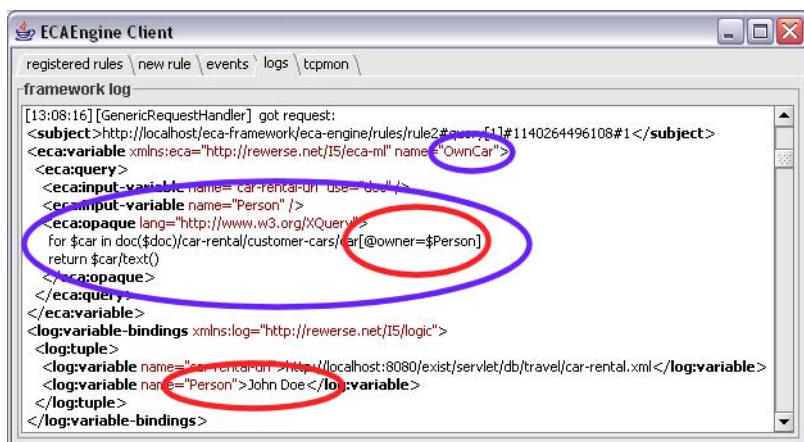 ECAEngine Client
registered rules \ new rule \ events \ logs \ tcpmon \
framework log
[13:08:16] [GenericRequestHandler] got request:
<subject>http://localhost/eca-framework/eca-engine/rules/rule2#query[1]#1140264496108#1</subject>
<eca:variable xmlns:eca="http://rewerse.net/I5/eca-ml" name="OwnCar">
<eca:query>
<eca:input-variable name="car-rental-url" use="doc" />
<eca:input-variable name="Person" />
<eca:opaque lang="http://www.w3.org/XQuery">
for $car in doc($doc)/car-rental/customer-cars/car[@owner=$Person]
return $car/text()
</eca:opaque>
</eca:query>
</eca:variable>
<log:variable-bindings xmlns:log="http://rewerse.net/I5/logic">
<log:tuple>
<log:variable name="car-rental-url">http://localhost:8080/exist/servlet/db/travel/car-rental.xml</log:variable>
<log:variable name="Person">John Doe</log:variable>
</log:tuple>
</log:variable-bindings>